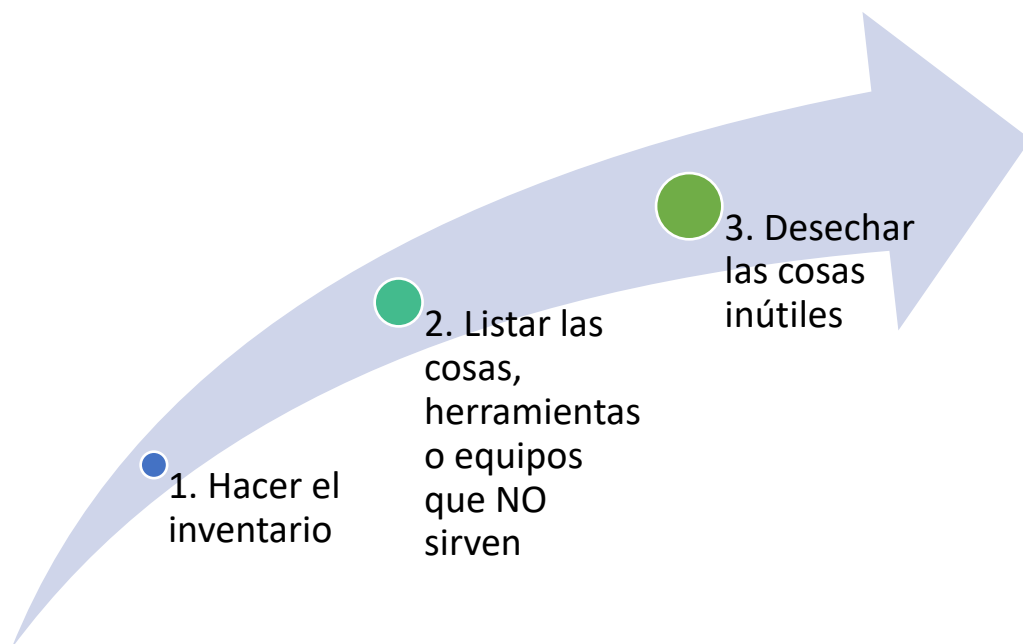 1. Hacer el
inventario
2. Listar las
cosas,
herramientas
o equipos
que NO
sirven
3. Desechar
las cosas
inútiles